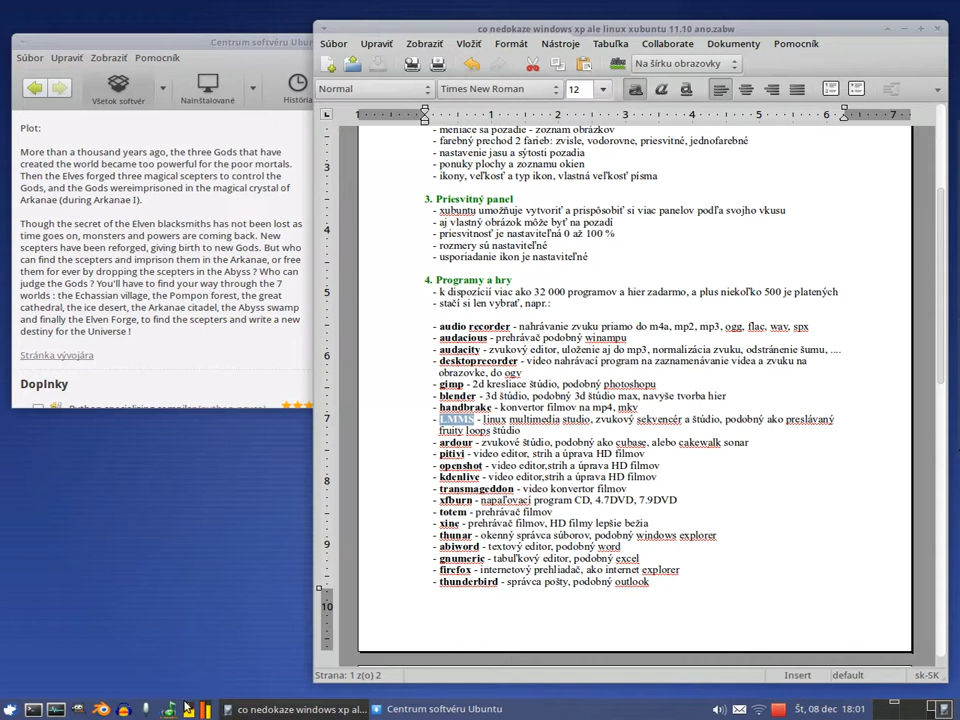 Centrum softvéru Ubur
Súbor Upraviť Zobraziť Pomocník
Všetok softvér
Nainštalované
História
Plot:
More than a thousand years ago, the three Gods that have
created the world became too powerful for the poor mortals.
Then the Elves forged three magical scepters to control the
Gods, and the Gods wereimprisoned in the magical crystal of
Arkanae (during Arkanae I).
Though the secret of the Elven blacksmiths has not been lost as
time goes on, monsters and powers are coming back. New
scepters have been reforged, giving birth to new Gods. But who
can find the scepters and imprison them in the Arkanae, or free
them for ever by dropping the scepters in the Abyss ? Who can
judge the Gods ? You'll have to find your way through the 7
worlds : the Echassian village, the Pompon forest, the great
cathedral, the ice desert, the Arkanae citadel, the Abyss swamp
and finally the Elven Forge, to find the scepters and write a new
destiny for the Universe !
Stránka vývojára
Doplnky
co nedokaze windows xp ale linux xubuntu 11.10 ano.zabw
Súbor Upraviť Zobraziť Vložiť Formát Nástroje Tabuľka Collaborate Dokumenty Pomocník
Na šírku obrazovky
Normal
Times New Roman
12
1 1 2 3 4 5 6 7
3
4
5
6
7
8
9
10
- meniace sa pozadie - zoznam obrázkov
- farebný prechod 2 farieb: zvisle, vodorovne, priesvitné, jednofarebné
- nastavenie jasu a sýtosti pozadia
- ponuky plochy a zoznamu okien
- ikony, veľkosť a typ ikon, vlastná veľkosť písma
3. Priesvitný panel
- xubuntu umožňuje vytvoriť a prispôsobiť si viac panelov podľa svojho vkusu
- aj vlastný obrázok môže byť na pozadí
- priesvitnosť je nastaviteľná 0 až 100 %
- rozmery sú nastaviteľné
- usporiadanie ikon je nastaviteľné
4. Programy a hry
- k dispozícií viac ako 32 000 programov a hier zadarmo, a plus niekoľko 500 je platených
- stačí si len vybrať, napr.:
- audio recorder - nahrávanie zvuku priamo do m4a, mp2, mp3, ogg, flac, wav, spx
- audacious - prehrávač podobný winampu
- audacity - zvukový editor, uloženie aj do mp3, normalizácia zvuku, odstránenie šumu, ....
- desktoprecorder - video nahrávací program na zaznamenávanie videa a zvuku na
obrazovke, do ogv
- gimp - 2d kresliace štúdio, podobný photoshopu
- blender - 3d štúdio, podobný 3d štúdio max, navyše tvorba hier
- handbrake - konvertor filmov na mp4, mkv
- LMMS - linux multimedia studio, zvukový sekvencér a štúdio, podobný ako preslávaný
fruity loops štúdio
- ardour - zvukové štúdio, podobný ako cubase, alebo cakewalk sonar
- pitivi - video editor, strih a úprava HD filmov
- openshot - video editor,strih a úprava HD filmov
- kdenlive - video editor,strih a úprava HD filmov
- transmageddon - video konvertor filmov
- xfburn - napaľovací program CD, 4.7DVD, 7.9DVD
- totem - prehrávač filmov
- xine - prehrávač filmov, HD filmy lepšie bežia
- thunar - okenný správca súborov, podobný windows explorer
- abiword - textový editor, podobný word
- gnumeric - tabuľkový editor, podobný excel
- firefox - internetový prehliadač, ako internet explorer
- thunderbird - správca pošty, podobný outlook
Strana: 1 z(o) 2
Insert
default
sk-SK
co nedokaze windows xp al...
Centrum softvéru Ubuntu
Št, 08 dec 18:01